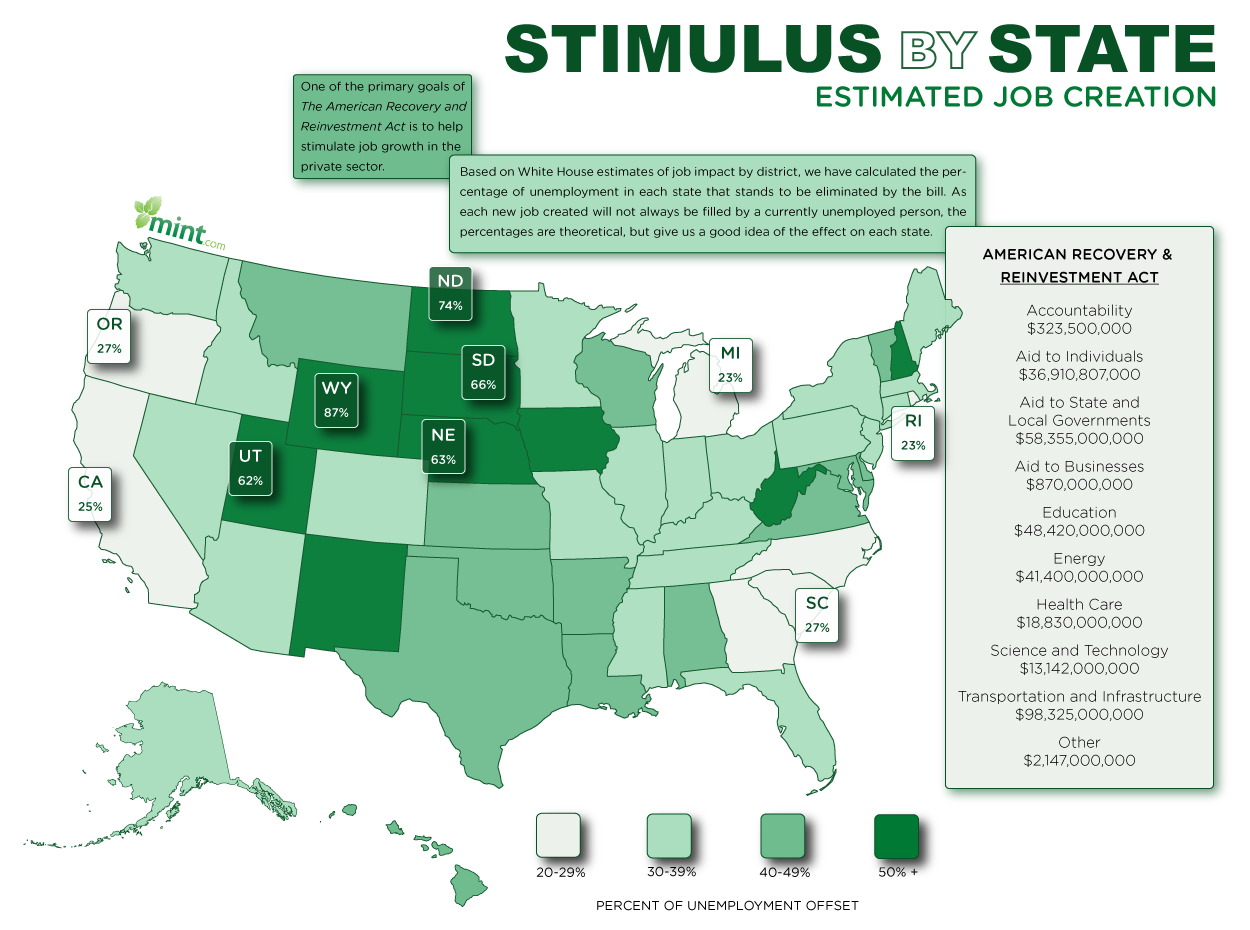 STIMULUS BY STATE
ESTIMATED JOB CREATION
One of the primary goals of
The American Recovery and
Reinvestment Act is to help
stimulate job growth in the
private sector.
Based on White House estimates of job impact by district, we have calculated the per-
centage of unemployment in each state that stands to be eliminated by the bill. As
each new job created will not always be filled by a currently unemployed person, the
percentages are theoretical, but give us a good idea of the effect on each state.
mint.com
ND
74%
OR
27%
SD
66%
MI
23%
WY
87%
NE
63%
RI
23%
UT
62%
CA
25%
SC
27%
AMERICAN RECOVERY &
REINVESTMENT ACT
Accountability
$323,500,000
Aid to Individuals
$36,910,807,000
Aid to State and
Local Governments
$58,355,000,000
Aid to Businesses
$870,000,000
Education
$48,420,000,000
Energy
$41,400,000,000
Health Care
$18,830,000,000
Science and Technology
$13,142,000,000
Transportation and Infrastructure
$98,325,000,000
Other
$2,147,000,000
20-29%
30-39%
40-49%
50% +
PERCENT OF UNEMPLOYMENT OFFSET